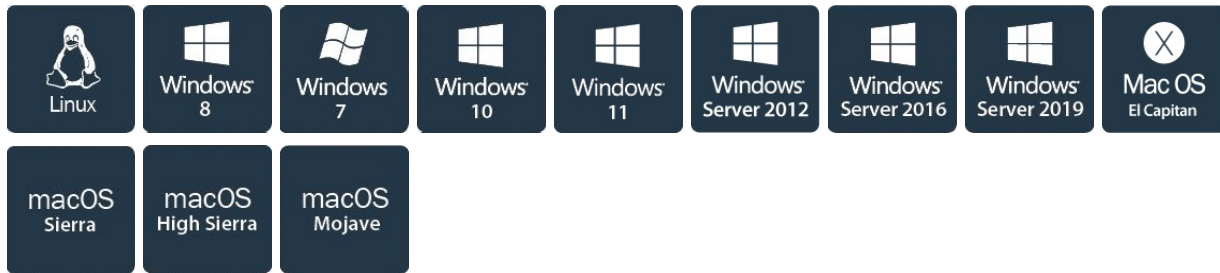 Linux
Windows
8
Windows
7
Windows
10
Windows
11
Windows
Server 2012
Windows
Server 2016
Windows
Server 2019
X
Mac OS
El Capitan
macOS
Sierra
macOS
High Sierra
macOS
Mojave